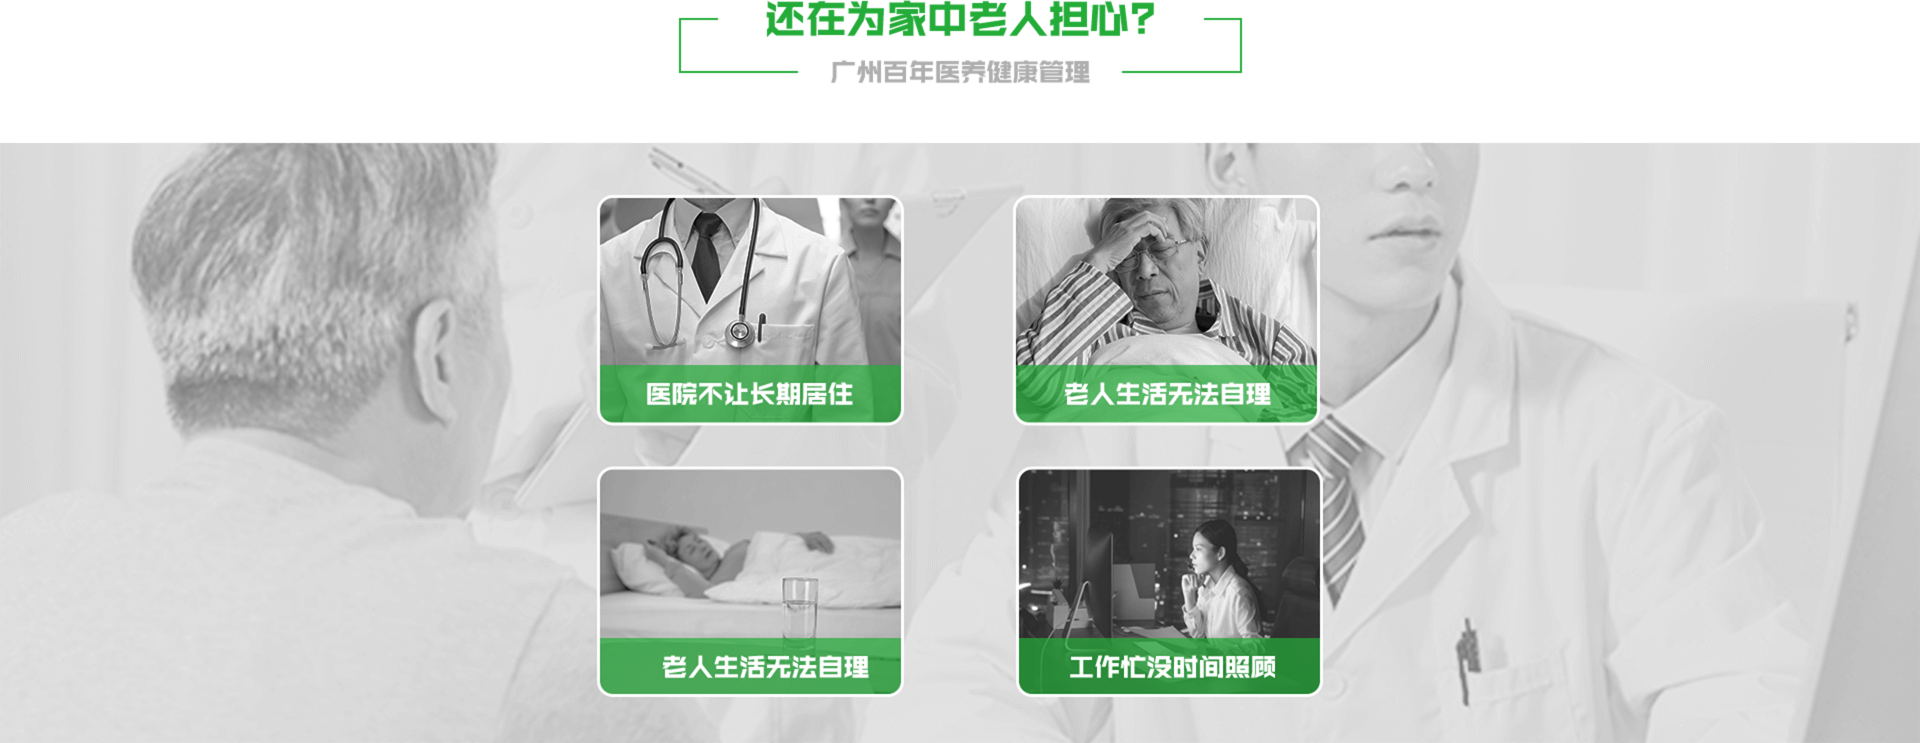 还在为家中老人担心?
广州百年医养健康管理
医院不让长期居住
老人生活无法自理
老人生活无法自理
工作忙没时间照顾